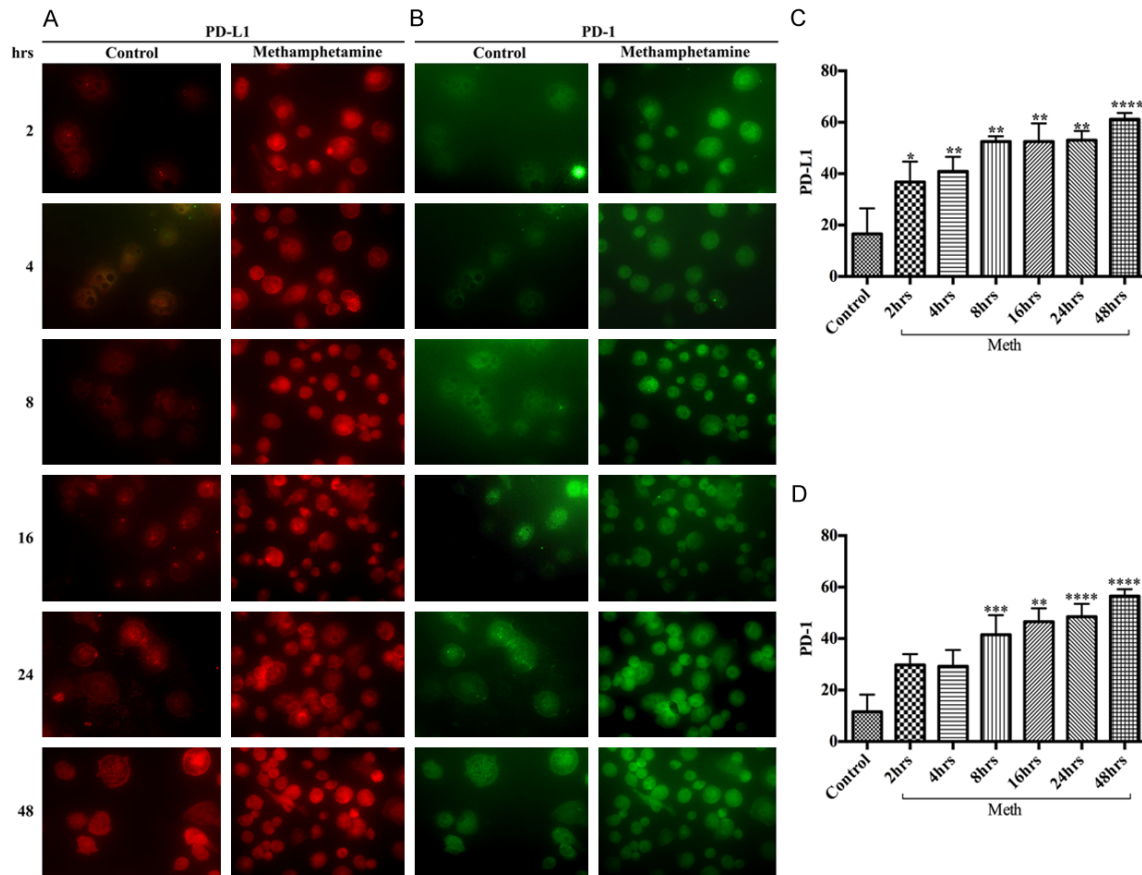 A
PD-L1
hrs
Control
Methamphetamine
2
4
8
16
24
48
B
PD-1
Control
Methamphetamine
C
80
60
40
20
0
PD-L1
*
**
**
**
**
****
Control
2hrs
4hrs
8hrs
16hrs
24hrs
48hrs
Meth
D
80
60
40
20
0
PD-1
***
**
****
****
Control
2hrs
4hrs
8hrs
16hrs
24hrs
48hrs
Meth